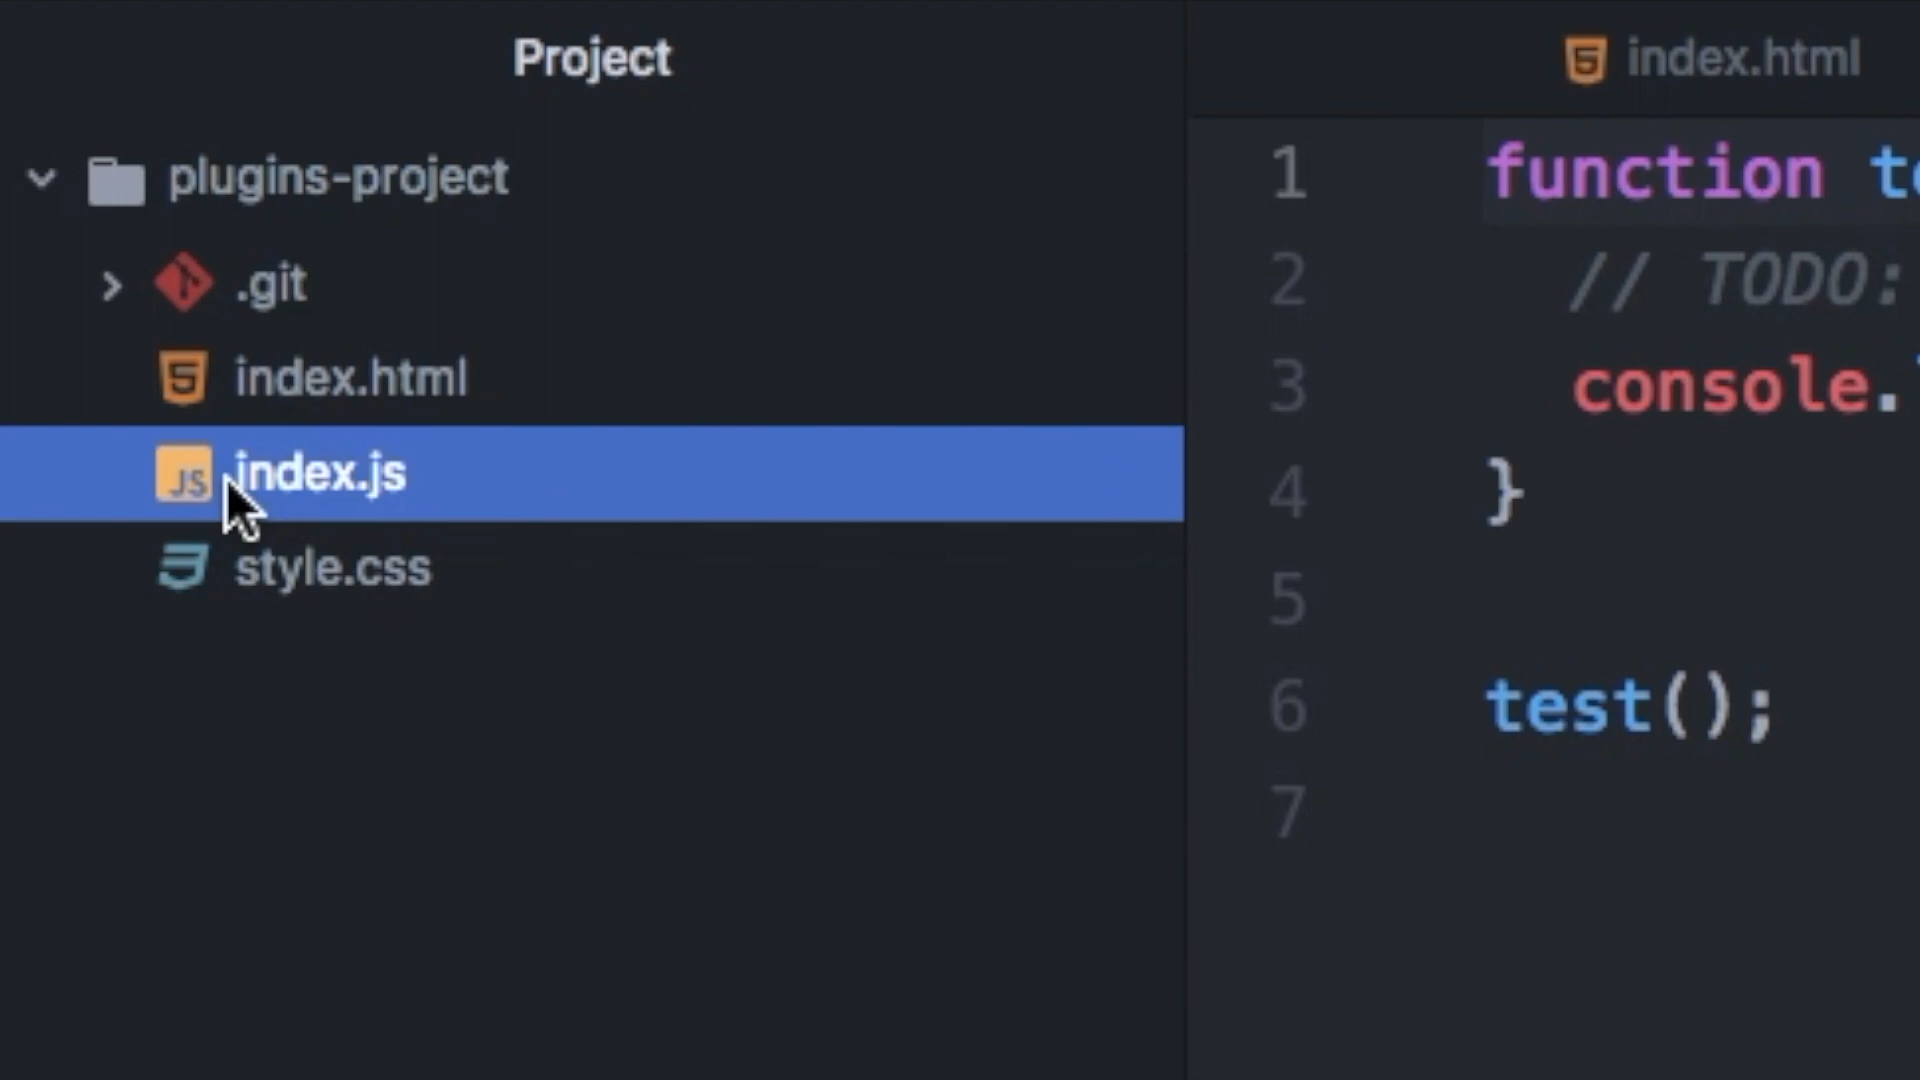 Project
plugins-project
.git
index.html
JS index.js
style.css
index.html
1 function te
2 // TODO:
3 console.
4 }
5
6 test();
7